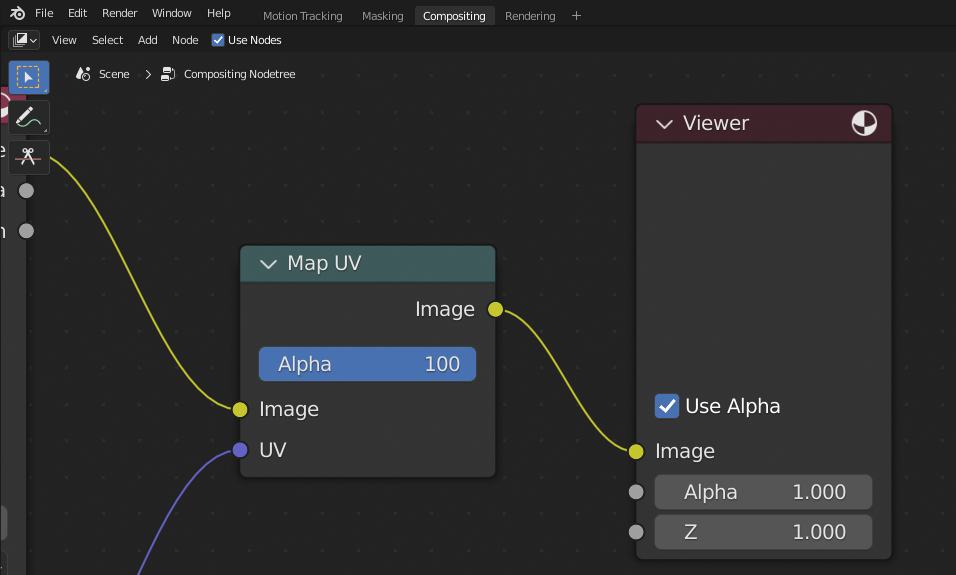 File Edit Render Window Help Motion Tracking Masking Compositing Rendering +
View Select Add Node Use Nodes
Scene > Compositing Nodetree
Viewer
Map UV
Image
Alpha 100
Image
UV
Use Alpha
Image
Alpha 1.000
Z 1.000